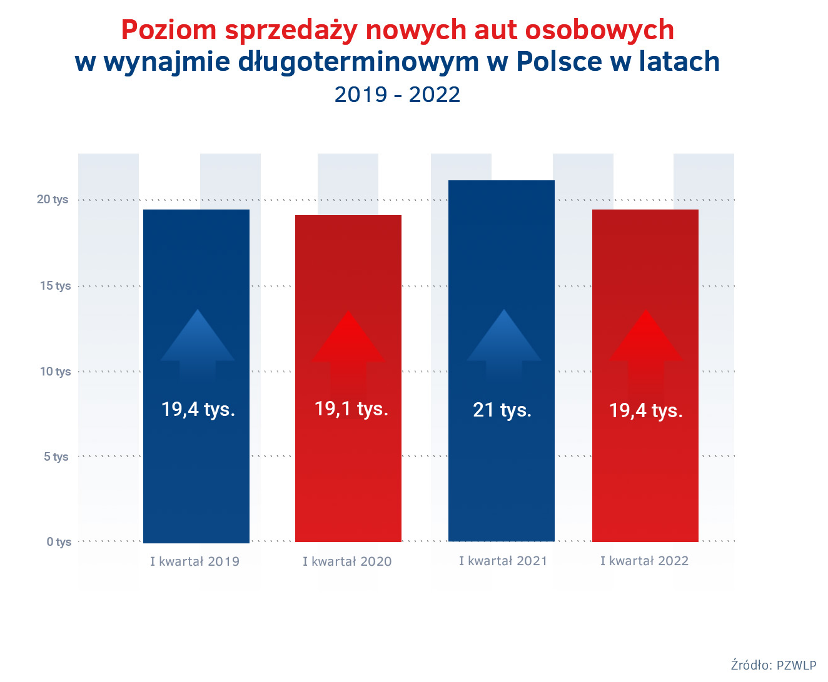 Poziom sprzedaży nowych aut osobowych
w wynajmie długoterminowym w Polsce w latach
2019 - 2022
20 tys
15 tys
10 tys
5 tys
0 tys
19,4 tys.
19,1 tys.
21 tys.
19,4 tys.
I kwartał 2019
I kwartał 2020
I kwartał 2021
I kwartał 2022
Źródło: PZWLP